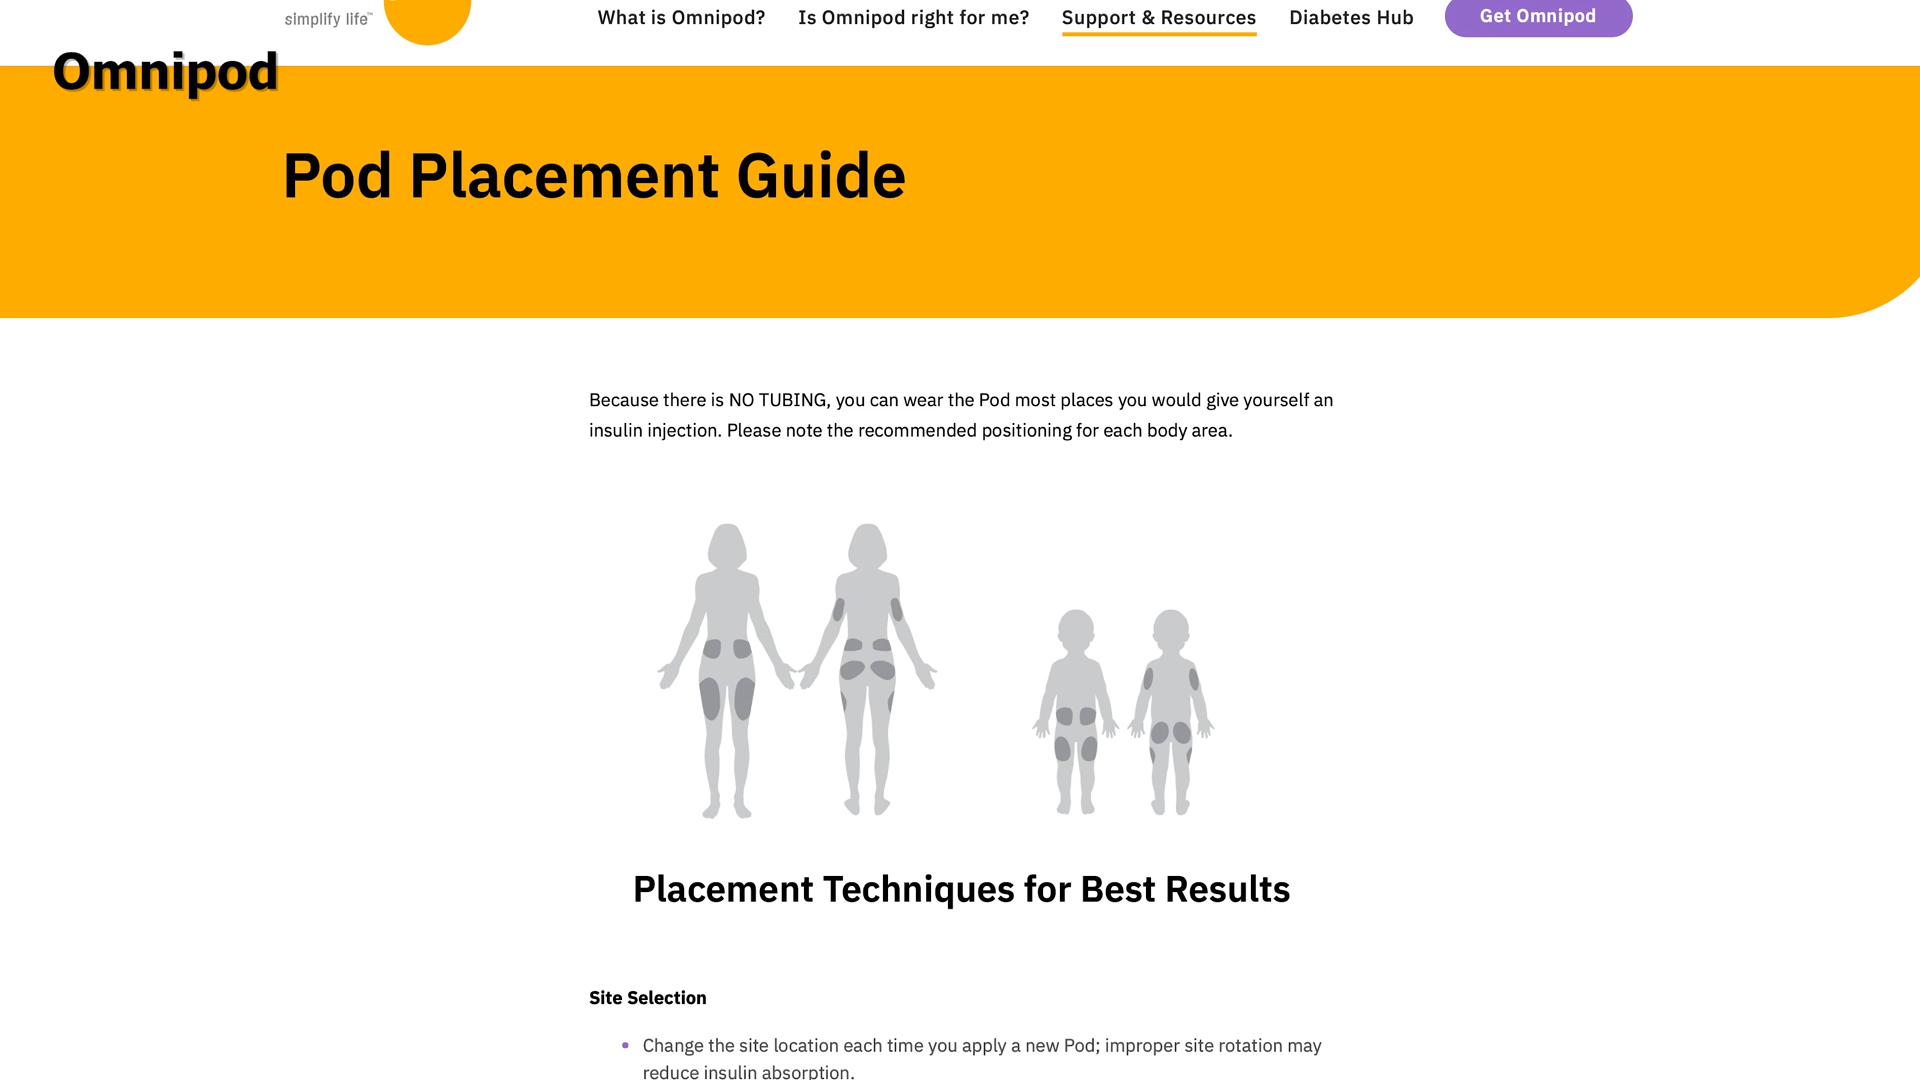 simplify life™
What is Omnipod?
Is Omnipod right for me?
Support & Resources
Diabetes Hub
Get Omnipod
Omnipod
Pod Placement Guide
Because there is NO TUBING, you can wear the Pod most places you would give yourself an
insulin injection. Please note the recommended positioning for each body area.
Placement Techniques for Best Results
Site Selection
• Change the site location each time you apply a new Pod; improper site rotation may
reduce insulin absorption.